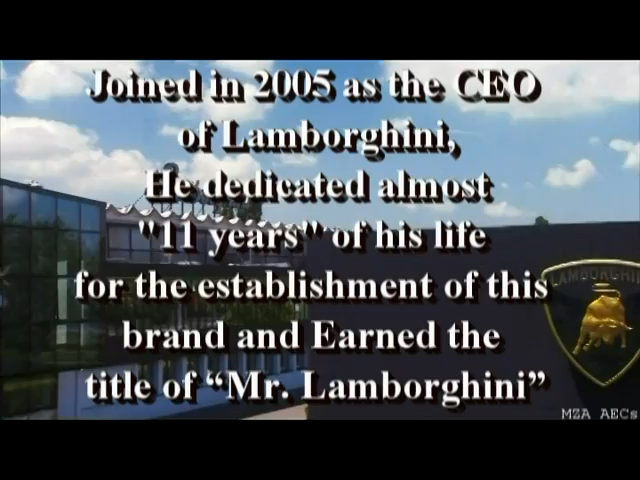 Joined in 2005 as the CEO
of Lamborghini,
He dedicated almost
"11 years" of his life
for the establishment of this
brand and Earned the
title of “Mr. Lamborghini”
LAMBORGHINI
MZA AECs